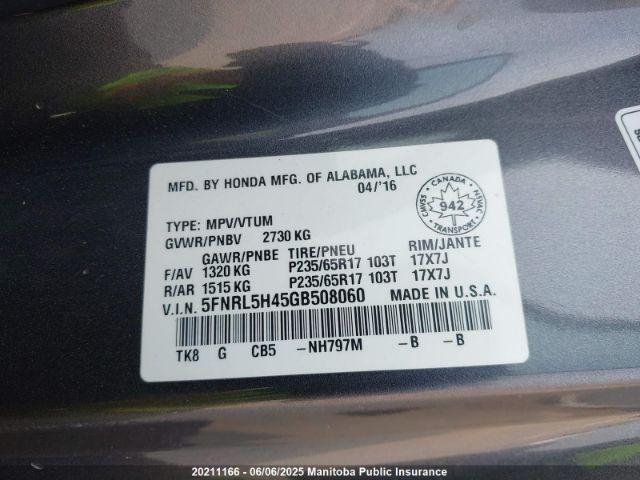 MFD. BY HONDA MFG. OF ALABAMA, LLC
04/'16
TYPE: MPV/VTUM
GVWR/PNBV 2730 KG
GAWR/PNBE TIRE/PNEU RIM/JANTE
F/AV 1320 KG P235/65R17 103T 17X7J
R/AR 1515 KG P235/65R17 103T 17X7J
V.I.N. 5FNRL5H45GB508060 MADE IN U.S.A.
TK8 G CB5 -NH797M -B -B
CANADA
CMVSS 942 NSVAC
TRANSPORT
20211166 - 06/06/2025 Manitoba Public Insurance